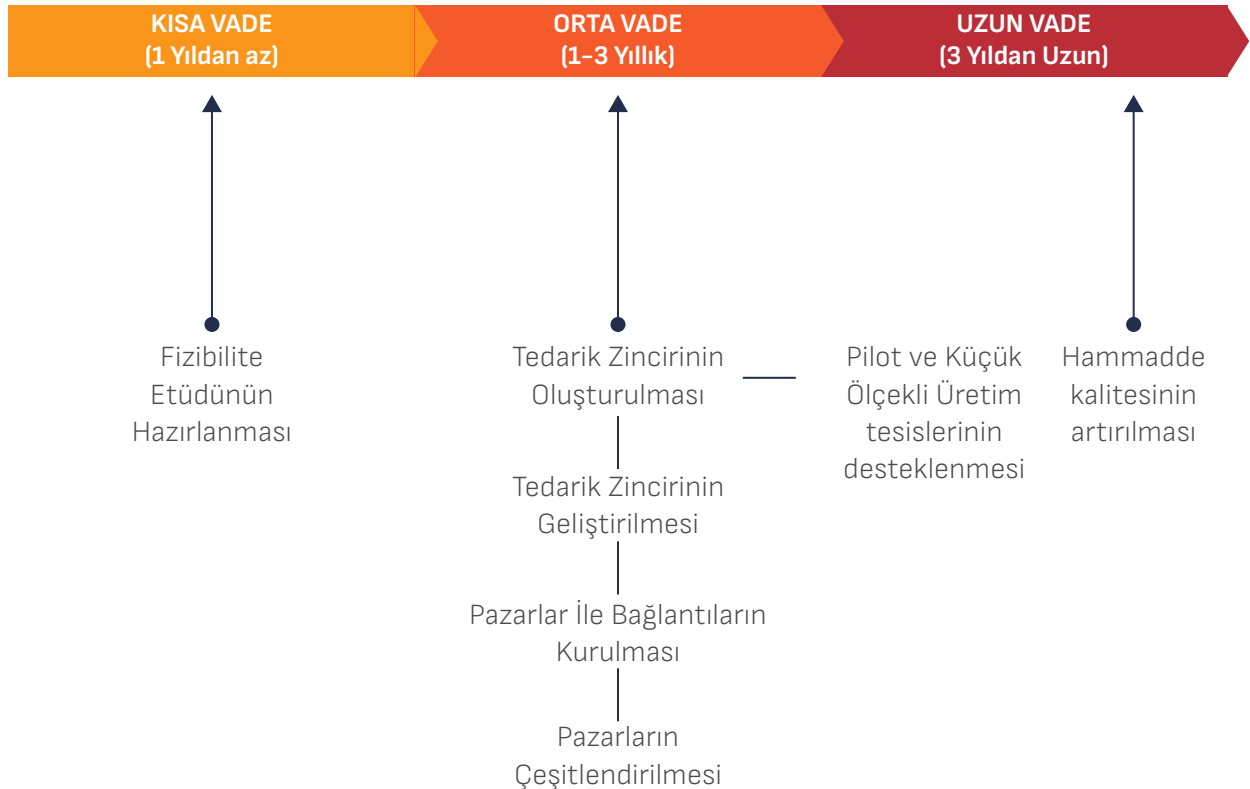 KISA VADE
(1 Yıldan az)
ORTA VADE
(1-3 Yıllık)
UZUN VADE
(3 Yıldan Uzun)
Fizibilite
Etüdünün
Hazırlanması
Tedarik Zincirinin
Oluşturulması
Tedarik Zincirinin
Geliştirilmesi
Pazarlar İle Bağlantıların
Kurulması
Pazarların
Çeşitlendirilmesi
Pilot ve Küçük
Ölçekli Üretim
tesislerinin
desteklenmesi
Hammadde
kalitesinin
artırılması